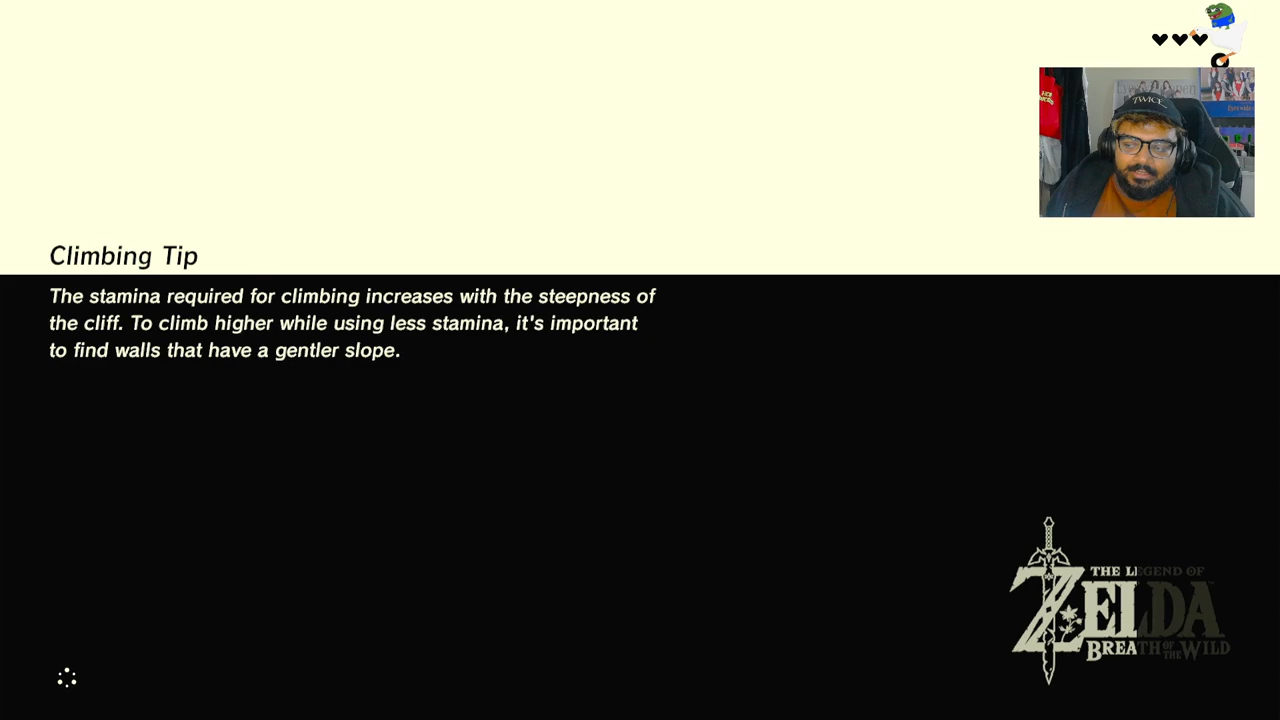 TWICE
Climbing Tip
The stamina required for climbing increases with the steepness of
the cliff. To climb higher while using less stamina, it's important
to find walls that have a gentler slope.
THE LEGEND OF
ZELDA
BREATH OF THE WILD